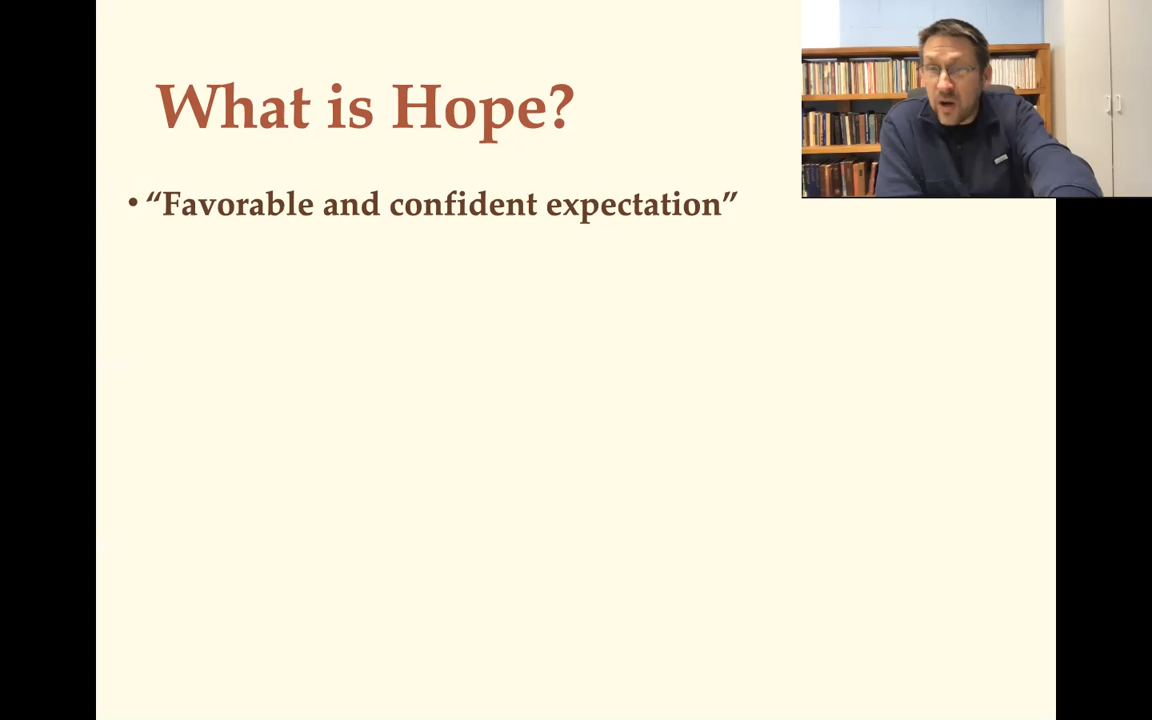 What is Hope?
• “Favorable and confident expectation”